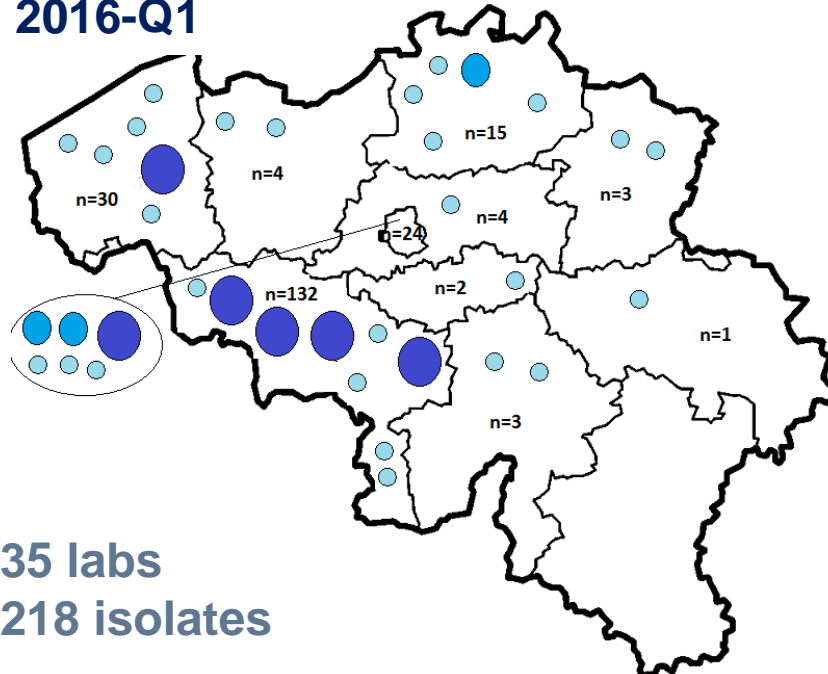 2016-Q1
n=15
n=4
n=3
n=30
n=4
n=24
n=2
n=132
n=1
n=3
35 labs
218 isolates